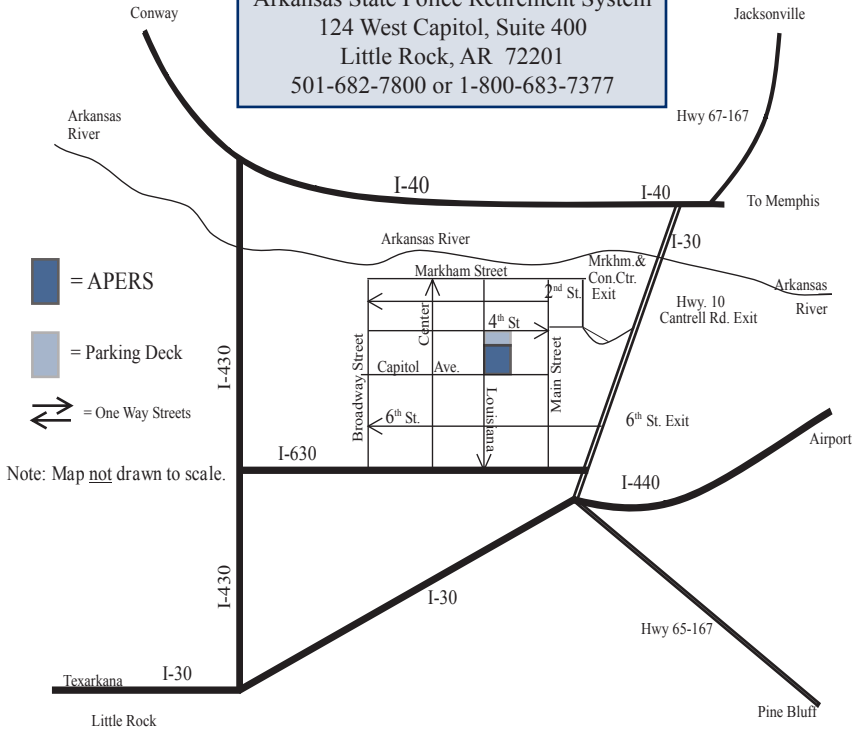 Arkansas State Police Retirement System
124 West Capitol, Suite 400
Little Rock, AR 72201
501-682-7800 or 1-800-683-7377
Conway
Jacksonville
Arkansas
River
Hwy 67-167
I-40
I-40
To Memphis
I-30
Arkansas River
Mrkhm.&
Con.Ctr.
Exit
Markham Street
= APERS
2nd St.
Arkansas
River
Hwy. 10
Cantrell Rd. Exit
Center
4th St
= Parking Deck
I-430
Broadway Street
Capitol Ave.
Main Street
Louisiana
= One Way Streets
6th St.
6th St. Exit
Airport
I-630
Note: Map not drawn to scale.
I-440
I-430
I-30
Hwy 65-167
Texarkana
I-30
Little Rock
Pine Bluff